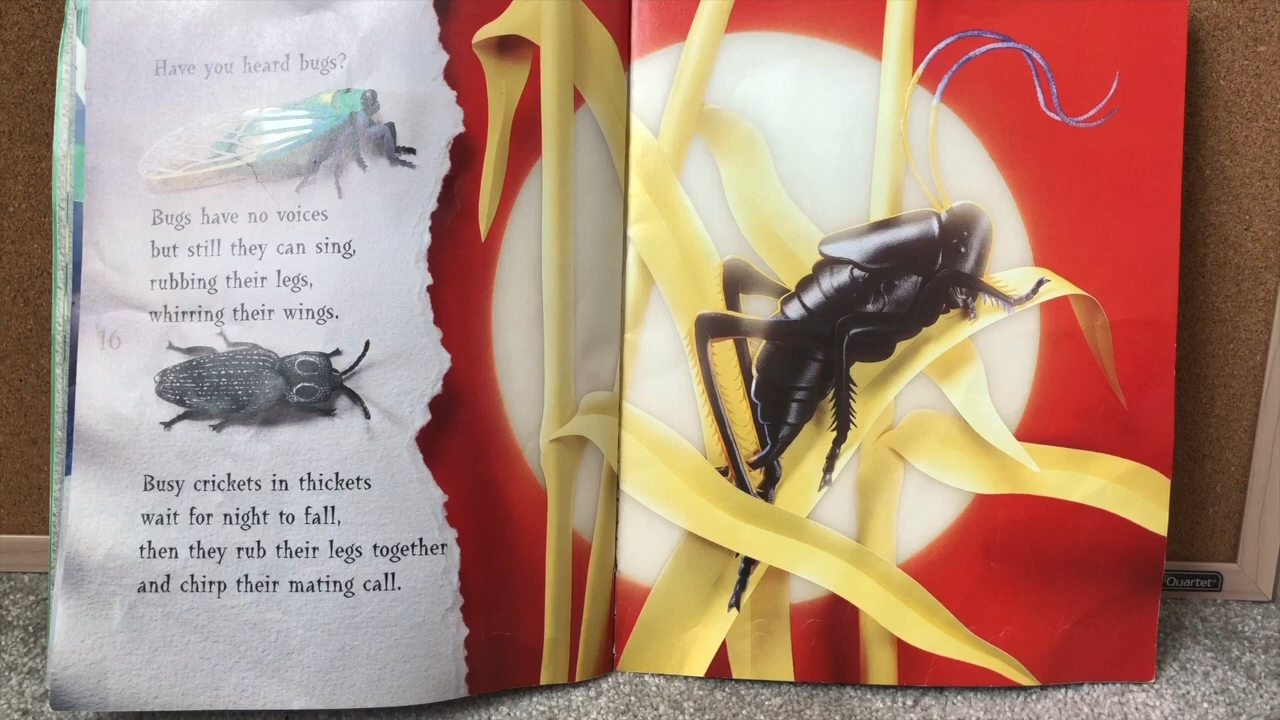 Have you heard bugs?
Bugs have no voices
but still they can sing,
rubbing their legs,
whirring their wings.
16
Busy crickets in thickets
wait for night to fall,
then they rub their legs together
and chirp their mating call.
Quartet